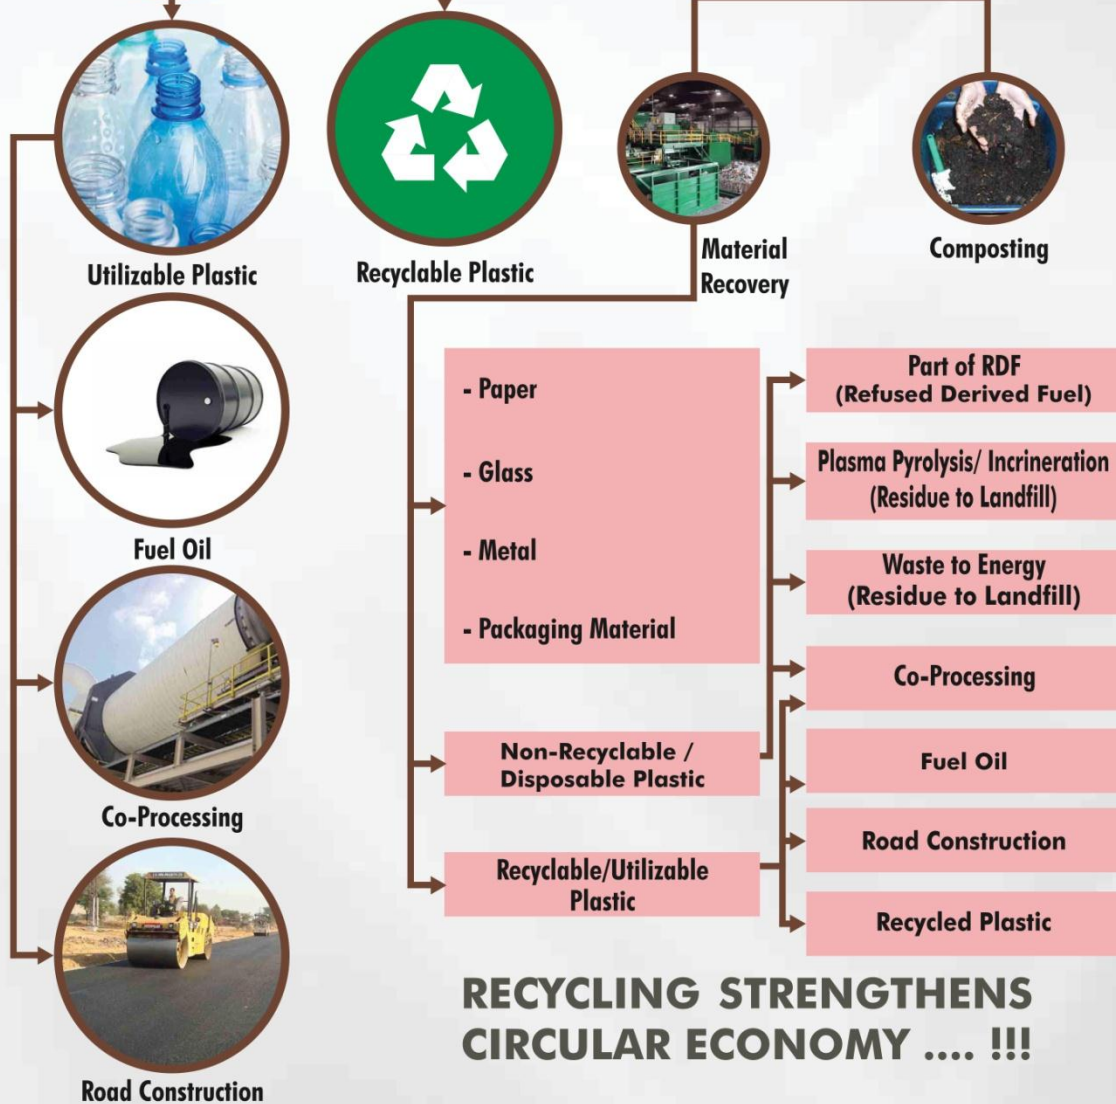 Utilizable Plastic
Recyclable Plastic
Material
Recovery
Composting
Fuel Oil
Co-Processing
Road Construction
- Paper
- Glass
- Metal
- Packaging Material
Non-Recyclable /
Disposable Plastic
Recyclable/Utilizable
Plastic
Part of RDF
(Refused Derived Fuel)
Plasma Pyrolysis/ Incrineration
(Residue to Landfill)
Waste to Energy
(Residue to Landfill)
Co-Processing
Fuel Oil
Road Construction
Recycled Plastic
RECYCLING STRENGTHENS
CIRCULAR ECONOMY .... !!!